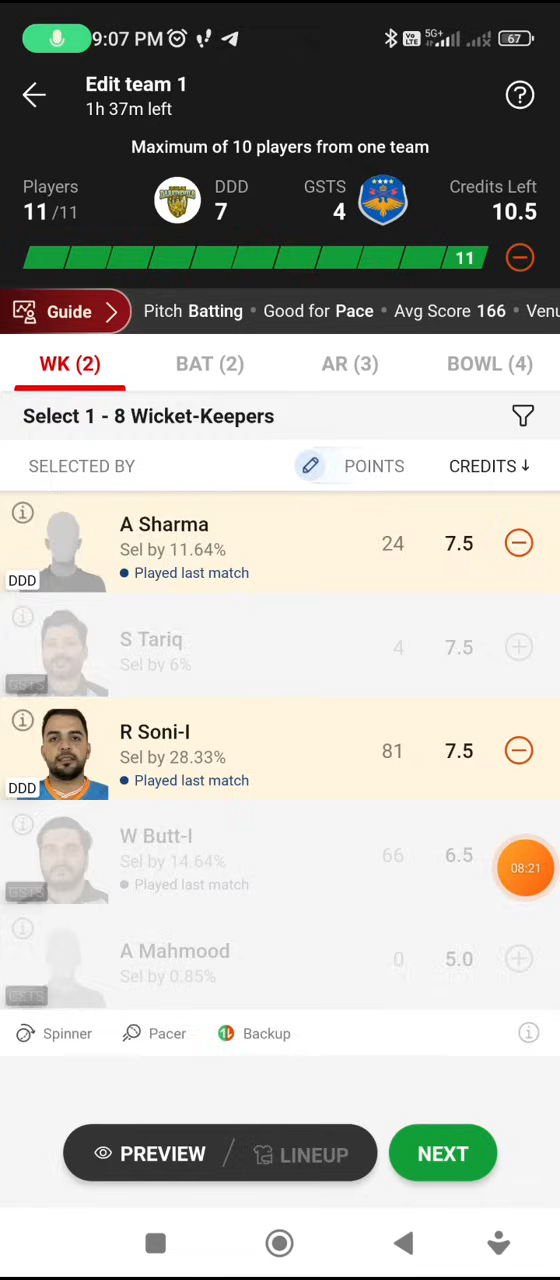 9:07 PM
Vo LTE 5G+ 67
Edit team 1
1h 37m left
?
Maximum of 10 players from one team
Players DDD GSTS Credits Left
11/11 7 4 10.5
11
Guide Pitch Batting • Good for Pace • Avg Score 166 • Venu
WK (2) BAT (2) AR (3) BOWL (4)
Select 1 - 8 Wicket-Keepers
SELECTED BY POINTS CREDITS ↓
A Sharma
Sel by 11.64% 24 7.5
Played last match
DDD
S Tariq
Sel by 6% 4 7.5
GSTS
R Soni-I
Sel by 28.33% 81 7.5
Played last match
DDD
W Butt-I
Sel by 14.64% 66 6.5
08:21
Played last match
GSTS
A Mahmood
Sel by 0.85% 0 5.0
GSTS
Spinner Pacer Backup
PREVIEW / LINEUP NEXT